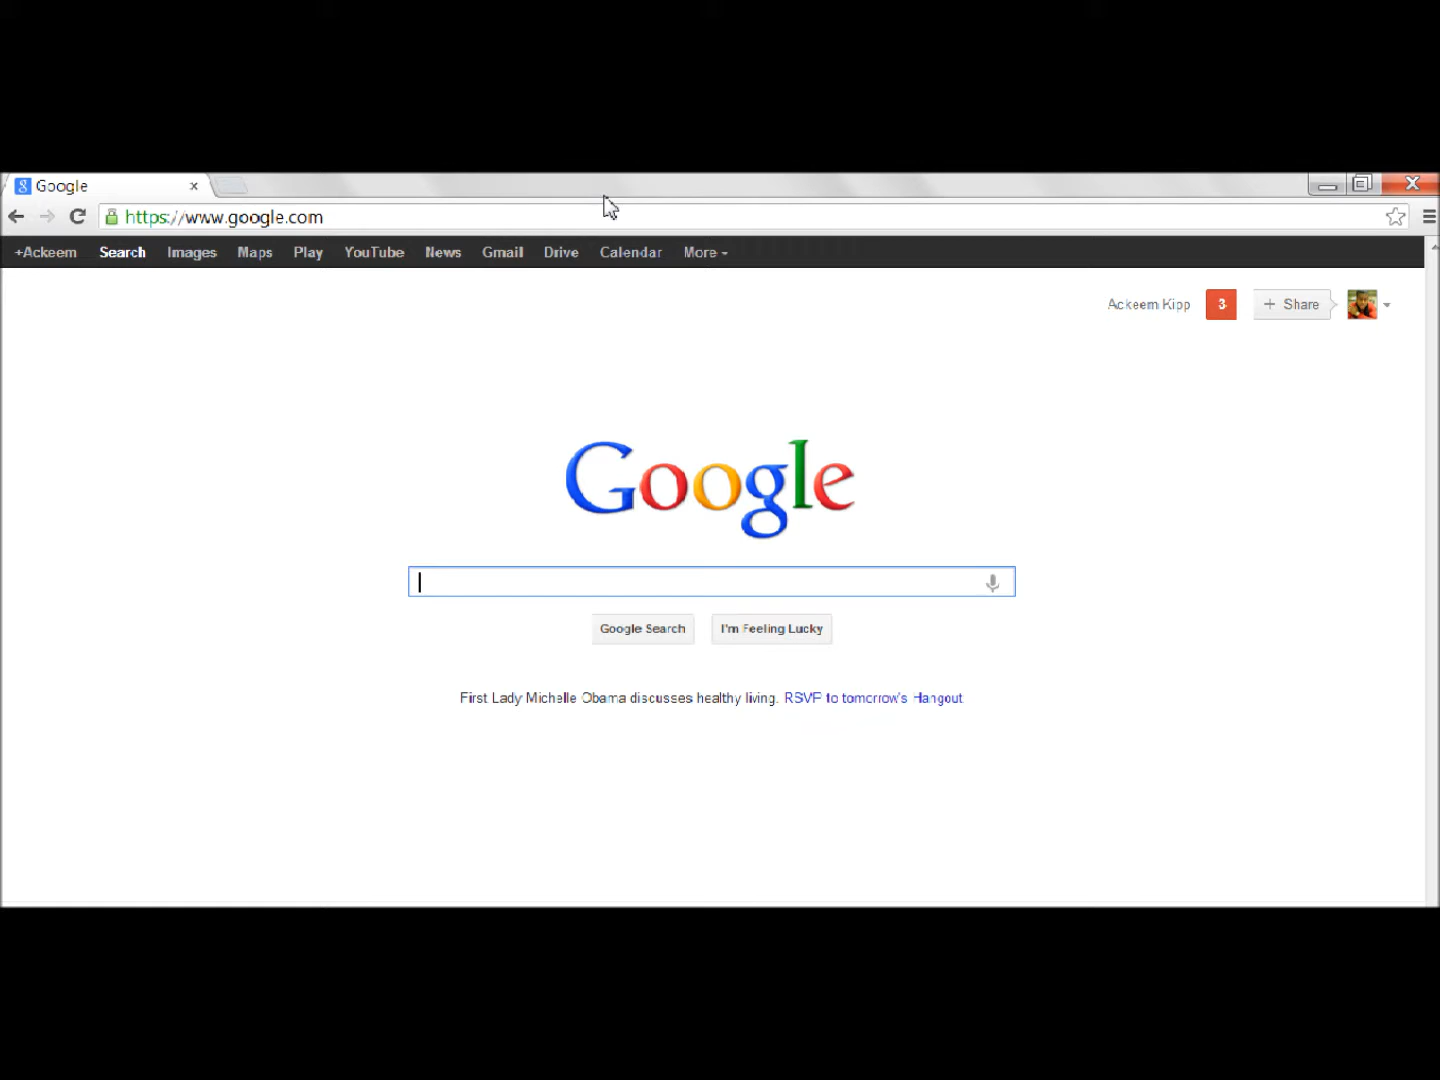 Google
https://www.google.com
+Ackeem Search Images Maps Play YouTube News Gmail Drive Calendar More
Ackeem Kipp 3 + Share
Google
Google Search I'm Feeling Lucky
First Lady Michelle Obama discusses healthy living. RSVP to tomorrow's Hangout